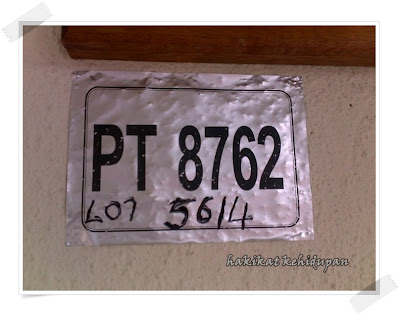 PT 8762
LOT 5614
hakikat kehidupan